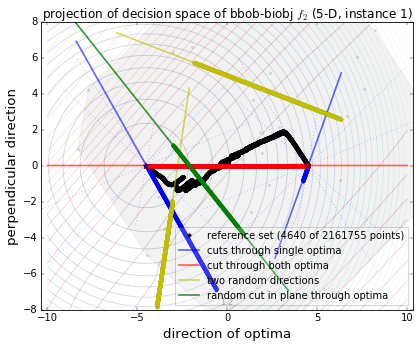 projection of decision space of bbob-biobj f₂ (5-D, instance 1)
8
6
4
2
0
−2
−4
−6
−8
perpendicular direction
reference set (4640 of 2161755 points)
cuts through single optima
cut through both optima
two random directions
random cut in plane through optima
−10
−5
0
5
10
direction of optima